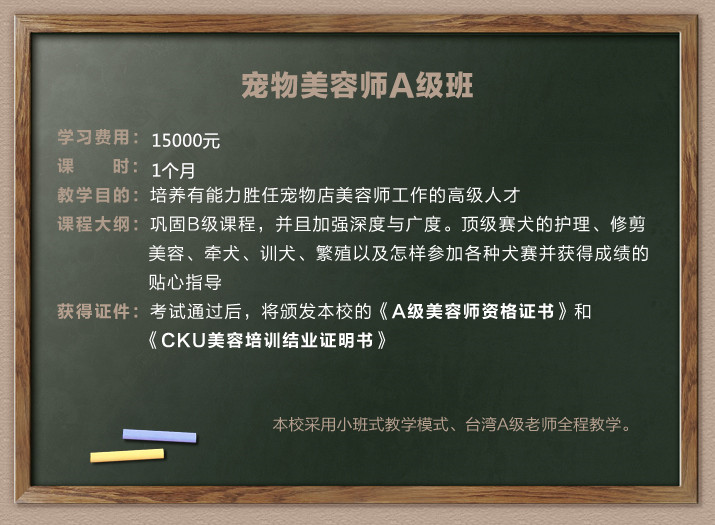 宠物美容师A级班
学习费用：15000元
课　　时：1个月
教学目的：培养有能力胜任宠物店美容师工作的高级人才
课程大纲：巩固B级课程，并且加强深度与广度。顶级赛犬的护理、修剪
美容、牵犬、训犬、繁殖以及怎样参加各种犬赛并获得成绩的
贴心指导
获得证件：考试通过后，将颁发本校的《A级美容师资格证书》和
《CKU美容培训结业证明书》
本校采用小班式教学模式、台湾A级老师全程教学。